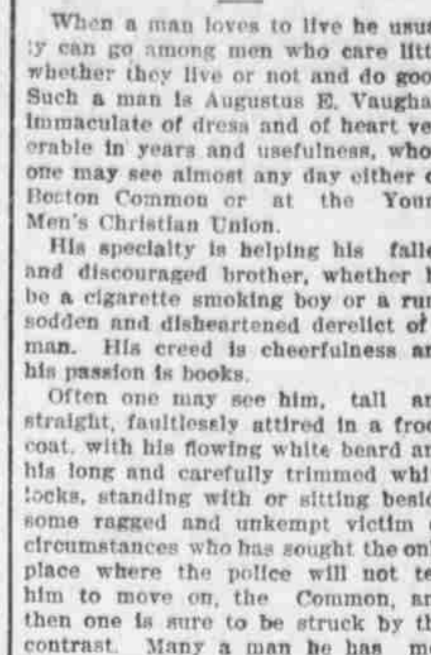 When a man loves to live he usua
ly can go among men who care litt
whether they live or not and do goo
Such a man is Augustus E. Vaugha
immaculate of dress and of heart ve
erable in years and usefulness, who
one may see almost any day either o
Boston Common or at the Youn
Men's Christian Union.
His specialty is helping his falle
and discouraged brother, whether h
be a cigarette smoking boy or a rum
sodden and disheartened derelict of
man. His creed is cheerfulness an
his passion is books.
Often one may see him, tall an
straight, faultlessly attired in a froc
coat, with his flowing white beard an
his long and carefully trimmed whit
locks, standing with or sitting besid
some ragged and unkempt victim o
circumstances who has sought the onl
place where the police will not te
him to move on, the Common, an
then one is sure to be struck by th
contrast. Many a man he has me